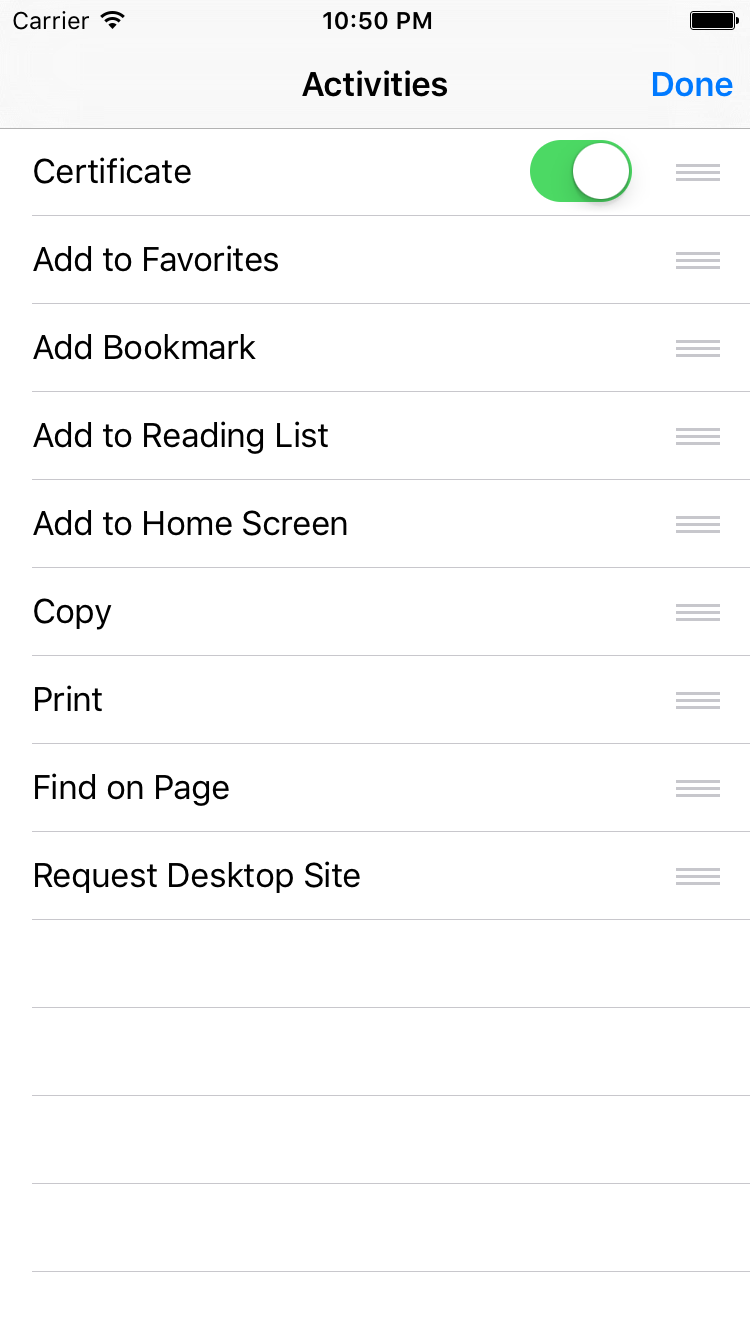 Carrier 10:50 PM
Activities Done
Certificate
Add to Favorites
Add Bookmark
Add to Reading List
Add to Home Screen
Copy
Print
Find on Page
Request Desktop Site